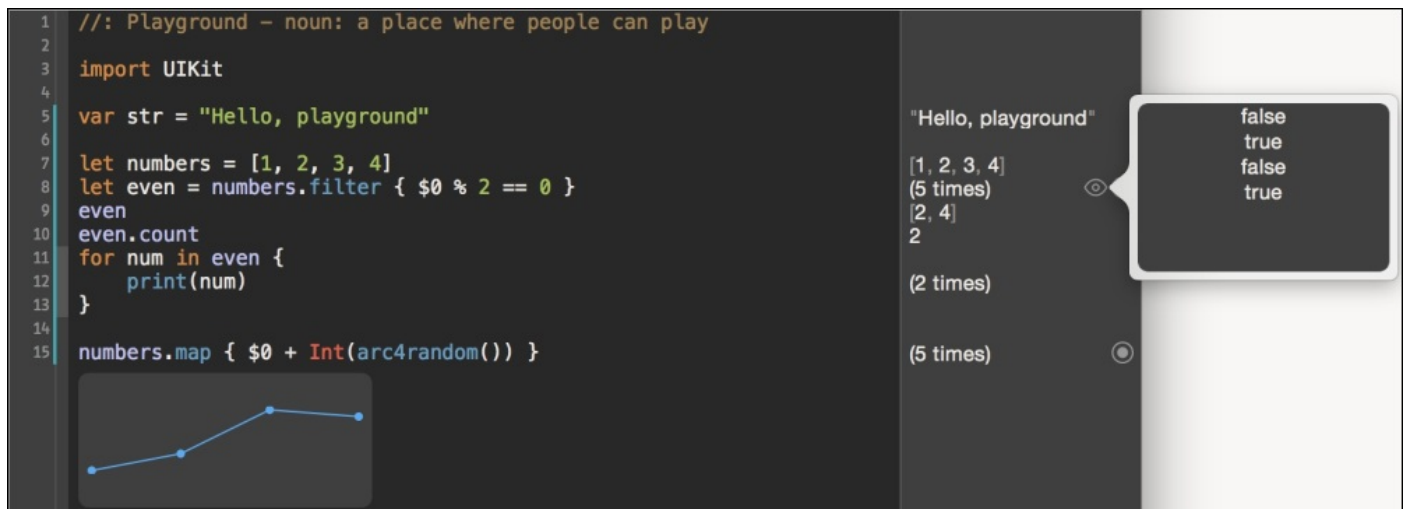 1 //: Playground – noun: a place where people can play
2
3 import UIKit
4
5 var str = "Hello, playground"
6
7 let numbers = [1, 2, 3, 4]
8 let even = numbers.filter { $0 % 2 == 0 }
9 even
10 even.count
11 for num in even {
12 print(num)
13 }
14
15 numbers.map { $0 + Int(arc4random()) }
"Hello, playground"
[1, 2, 3, 4]
(5 times)
[2, 4]
2
(2 times)
(5 times)
false
true
false
true